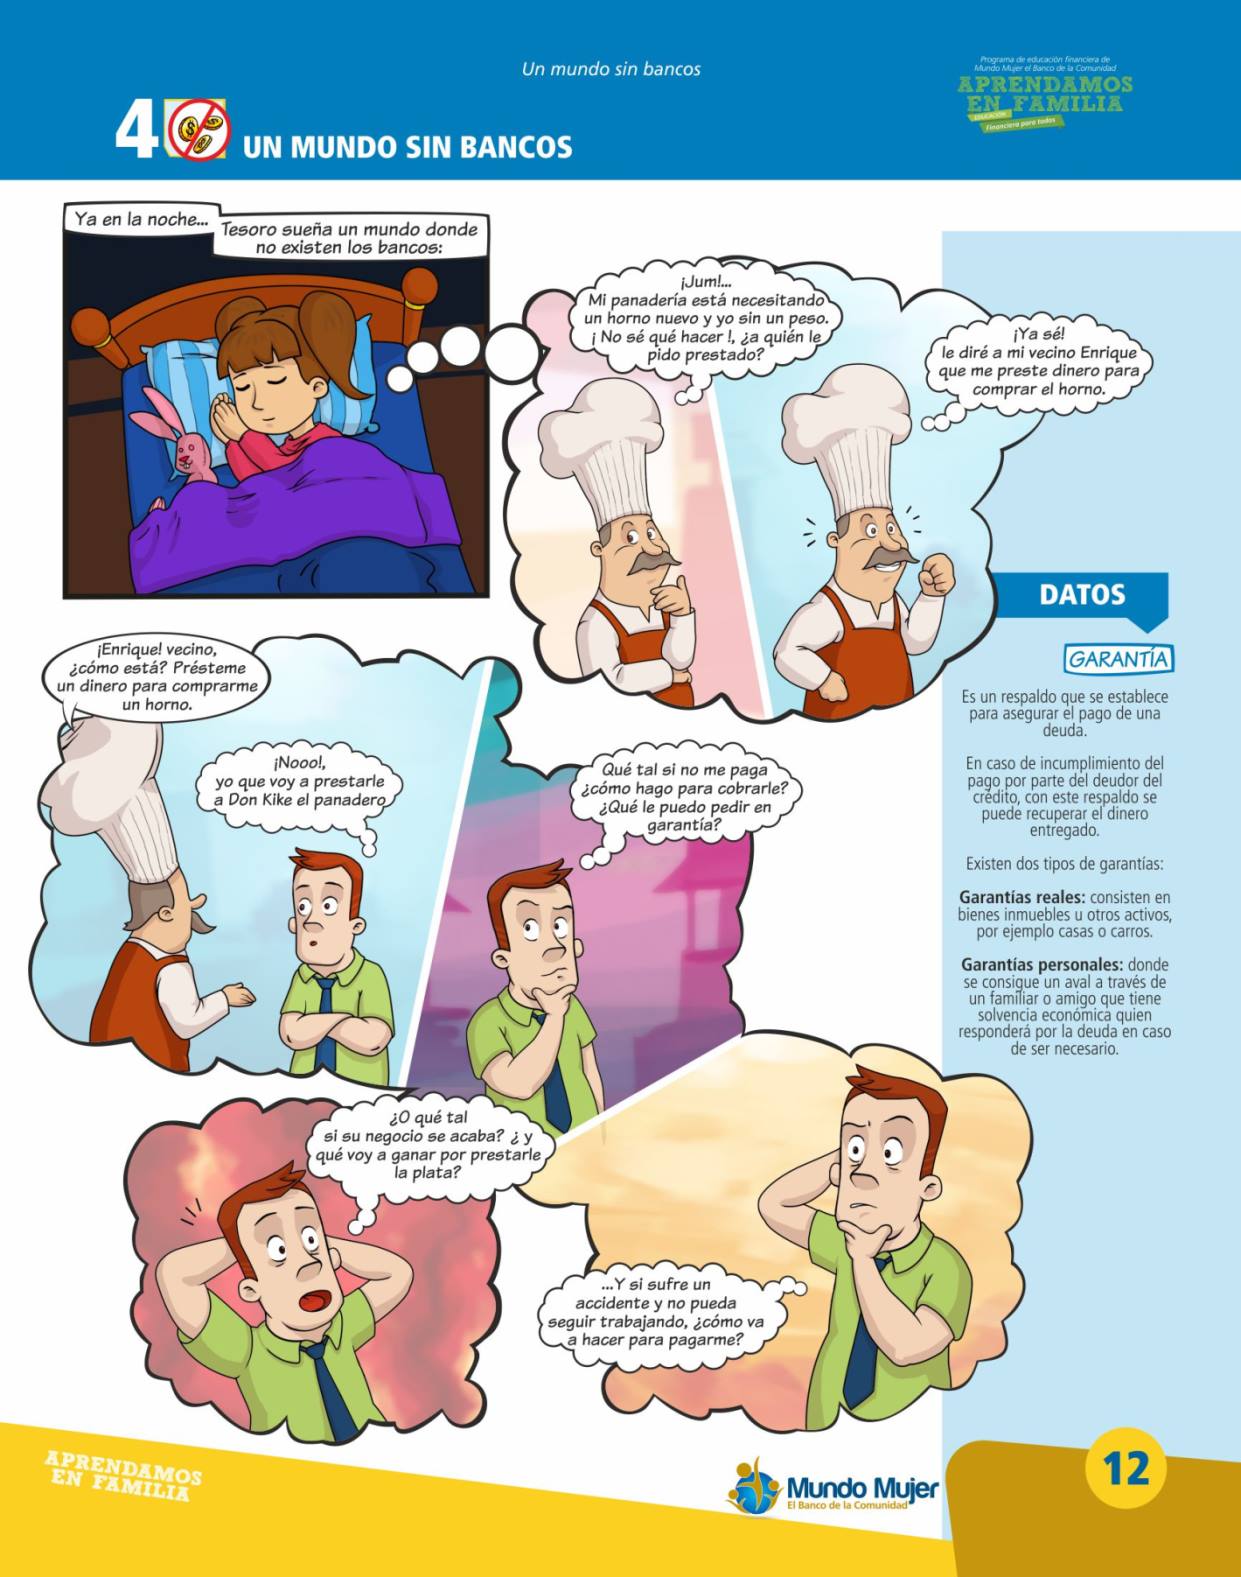 Un mundo sin bancos
Programa de educación financiera de
Mundo Mujer el Banco de la Comunidad
APRENDAMOS
EN FAMILIA
EDUCACIÓN
Financiera para todos
4 UN MUNDO SIN BANCOS
Ya en la noche...
Tesoro sueña un mundo donde
no existen los bancos:
¡Jum!...
Mi panadería está necesitando
un horno nuevo y yo sin un peso.
¡ No sé qué hacer !, ¿a quién le
pido prestado?
¡Ya sé!
le diré a mi vecino Enrique
que me preste dinero para
comprar el horno.
¡Enrique! vecino,
¿cómo está? Présteme
un dinero para comprarme
un horno.
¡Nooo!,
yo que voy a prestarle
a Don Kike el panadero
Qué tal si no me paga
¿cómo hago para cobrarle?
¿Qué le puedo pedir en
garantía?
¿O qué tal
si su negocio se acaba? ¿ y
qué voy a ganar por prestarle
la plata?
...Y si sufre un
accidente y no pueda
seguir trabajando, ¿cómo va
a hacer para pagarme?
DATOS
GARANTÍA
Es un respaldo que se establece
para asegurar el pago de una
deuda.
En caso de incumplimiento del
pago por parte del deudor del
crédito, con este respaldo se
puede recuperar el dinero
entregado.
Existen dos tipos de garantías:
Garantías reales: consisten en
bienes inmuebles u otros activos,
por ejemplo casas o carros.
Garantías personales: donde
se consigue un aval a través de
un familiar o amigo que tiene
solvencia económica quien
responderá por la deuda en caso
de ser necesario.
APRENDAMOS
EN FAMILIA
Mundo Mujer
El Banco de la Comunidad
12